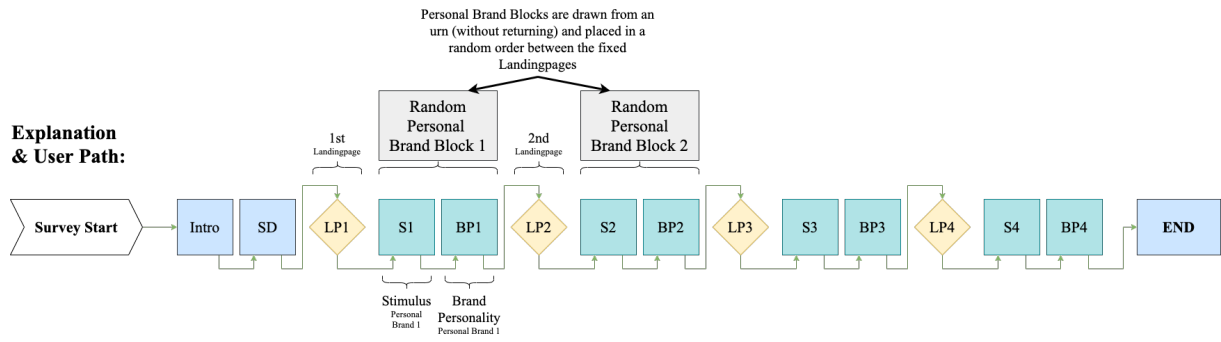 Personal Brand Blocks are drawn from an
urn (without returning) and placed in a
random order between the fixed
Landingpages
Explanation
& User Path:
1st
Landingpage
Random
Personal
Brand Block 1
2nd
Landingpage
Random
Personal
Brand Block 2
Survey Start
Intro
SD
LP1
S1
BP1
LP2
S2
BP2
LP3
S3
BP3
LP4
S4
BP4
END
Stimulus
Personal
Brand 1
Brand
Personality
Personal Brand 1